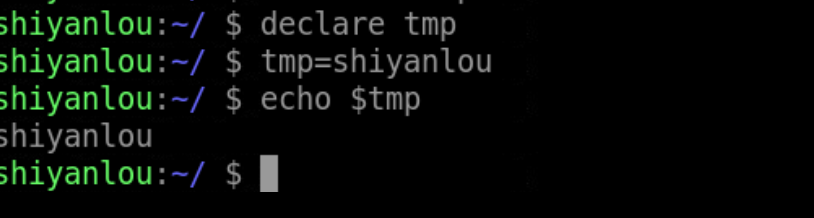 shiyanlou:~/ $ declare tmp
shiyanlou:~/ $ tmp=shiyanlou
shiyanlou:~/ $ echo $tmp
shiyanlou
shiyanlou:~/ $